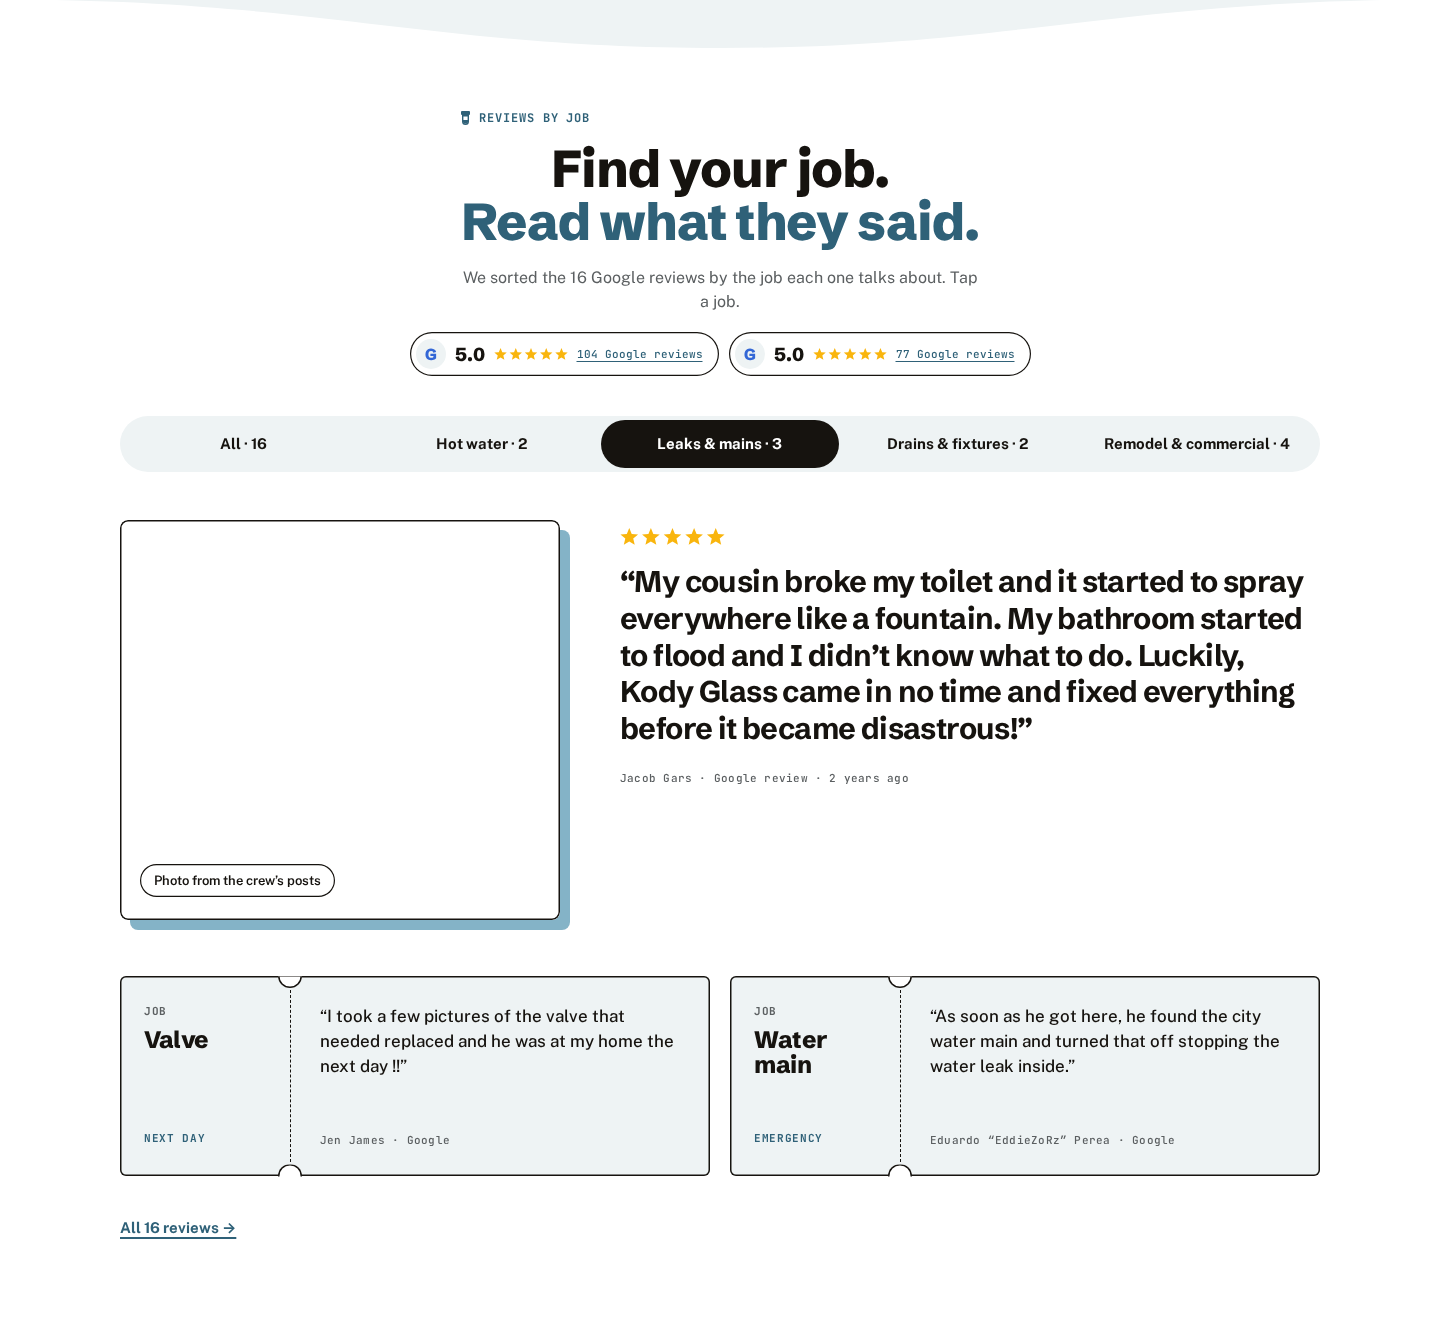 REVIEWS BY JOB
Find your job.
Read what they said.
We sorted the 16 Google reviews by the job each one talks about. Tap
a job.
G 5.0 104 Google reviews
G 5.0 77 Google reviews
All · 16
Hot water · 2
Leaks & mains · 3
Drains & fixtures · 2
Remodel & commercial · 4
“My cousin broke my toilet and it started to spray
everywhere like a fountain. My bathroom started
to flood and I didn’t know what to do. Luckily,
Kody Glass came in no time and fixed everything
before it became disastrous!”
Jacob Gars · Google review · 2 years ago
Photo from the crew’s posts
JOB
Valve
NEXT DAY
“I took a few pictures of the valve that
needed replaced and he was at my home the
next day !!”
Jen James · Google
JOB
Water
main
EMERGENCY
“As soon as he got here, he found the city
water main and turned that off stopping the
water leak inside.”
Eduardo “EddieZoRz” Perea · Google
All 16 reviews →